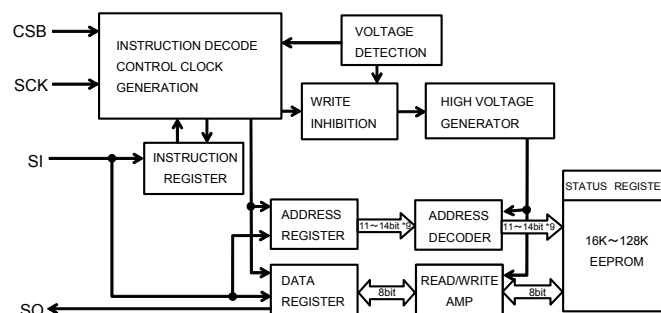 CSB
SCK
INSTRUCTION DECODE
CONTROL CLOCK
GENERATION
VOLTAGE
DETECTION
WRITE
INHIBITION
HIGH VOLTAGE
GENERATOR
SI
INSTRUCTION
REGISTER
STATUS REGISTER
ADDRESS
REGISTER
11～14bit *9
ADDRESS
DECODER
11～14bit *9
16K～128K
EEPROM
DATA
REGISTER
8bit
READ/WRITE
AMP
8bit
SO